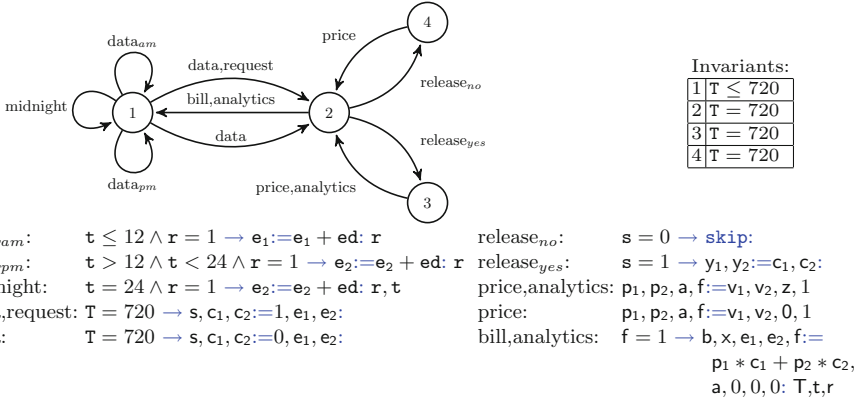 4
data_am
price
data,request
release_no
Invariants:
1 T ≤ 720
2 T = 720
3 T = 720
4 T = 720
midnight
1
bill,analytics
2
data
release_yes
data_pm
price,analytics
3
am: t ≤ 12 ∧ r = 1 → e₁:=e₁ + ed: r
release_no: s = 0 → skip:
pm: t > 12 ∧ t < 24 ∧ r = 1 → e₂:=e₂ + ed: r
release_yes: s = 1 → y₁, y₂:=c₁, c₂:
night: t = 24 ∧ r = 1 → e₂:=e₂ + ed: r, t
price,analytics: p₁, p₂, a, f:=v₁, v₂, z, 1
,request: T = 720 → s, c₁, c₂:=1, e₁, e₂:
price: p₁, p₂, a, f:=v₁, v₂, 0, 1
: T = 720 → s, c₁, c₂:=0, e₁, e₂:
bill,analytics: f = 1 → b, x, e₁, e₂, f:=
p₁ ∗ c₁ + p₂ ∗ c₂,
a, 0, 0, 0: T,t,r